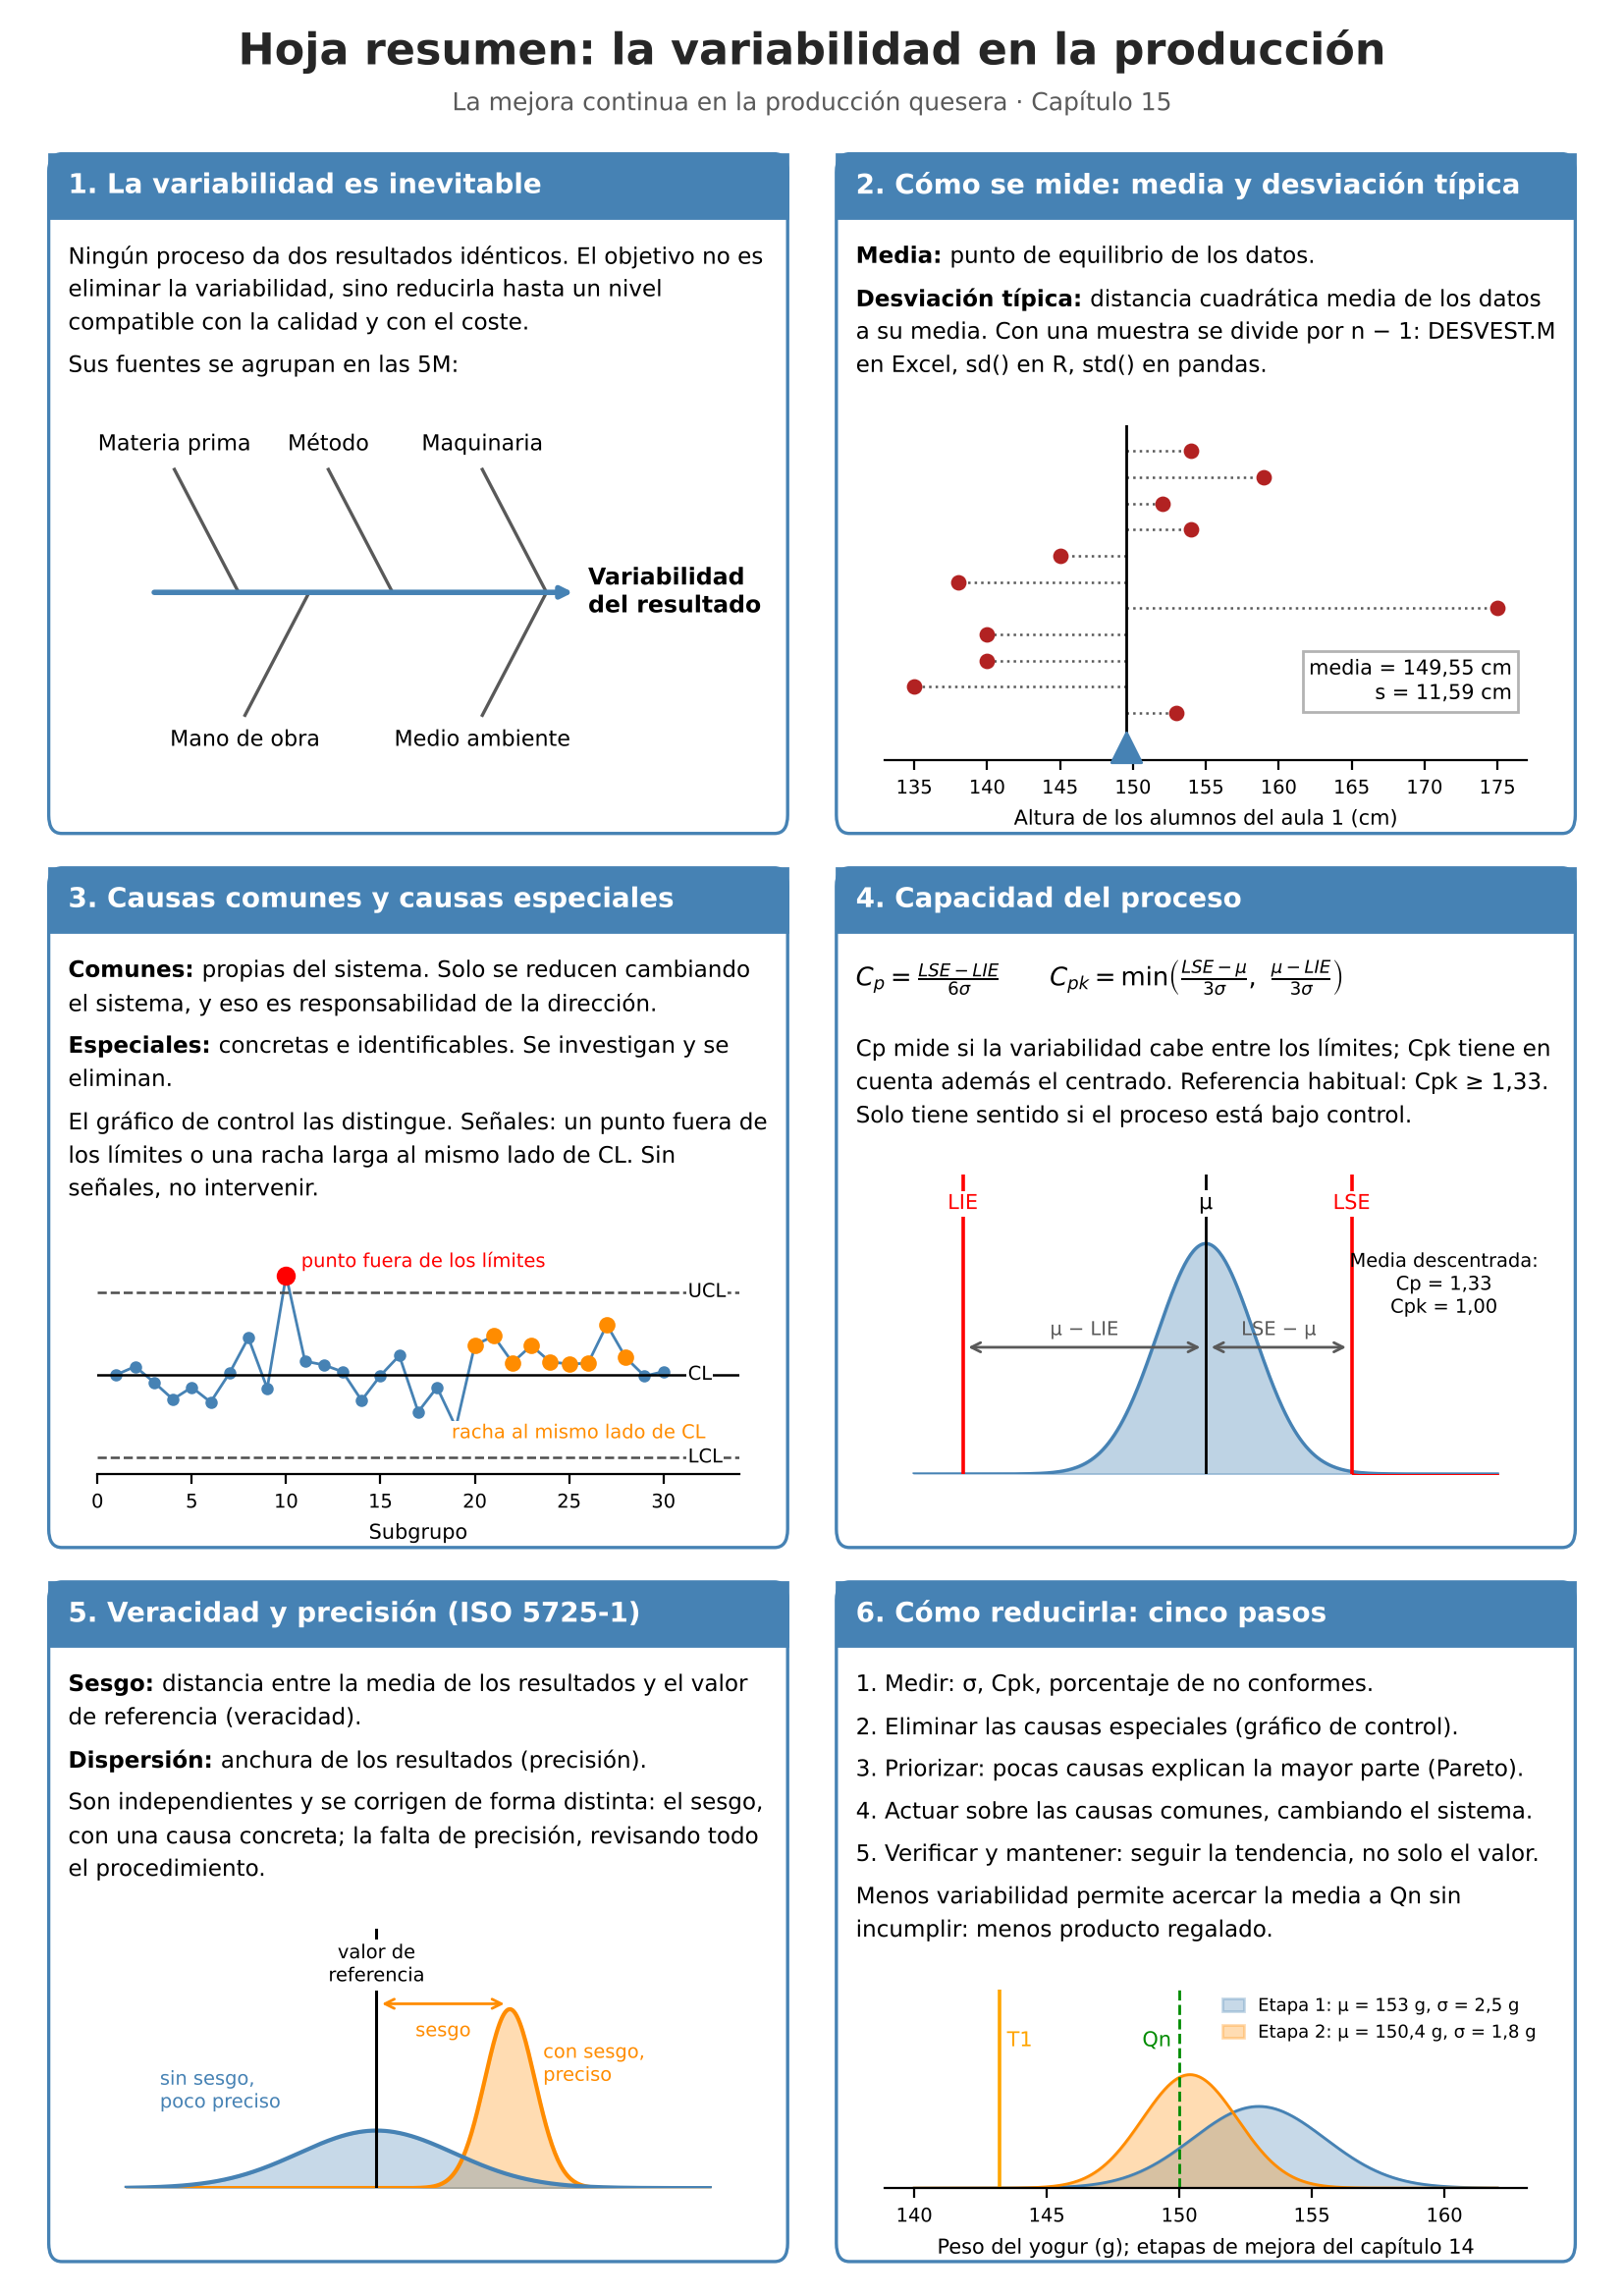 Hoja resumen: la variabilidad en la producción
La mejora continua en la producción quesera · Capítulo 15
1. La variabilidad es inevitable
Ningún proceso da dos resultados idénticos. El objetivo no es
eliminar la variabilidad, sino reducirla hasta un nivel
compatible con la calidad y con el coste.
Sus fuentes se agrupan en las 5M:
Materia prima Método Maquinaria
Variabilidad
del resultado
Mano de obra Medio ambiente
2. Cómo se mide: media y desviación típica
Media: punto de equilibrio de los datos.
Desviación típica: distancia cuadrática media de los datos
a su media. Con una muestra se divide por n − 1: DESVEST.M
en Excel, sd() en R, std() en pandas.
media = 149,55 cm
s = 11,59 cm
135 140 145 150 155 160 165 170 175
Altura de los alumnos del aula 1 (cm)
3. Causas comunes y causas especiales
Comunes: propias del sistema. Solo se reducen cambiando
el sistema, y eso es responsabilidad de la dirección.
Especiales: concretas e identificables. Se investigan y se
eliminan.
El gráfico de control las distingue. Señales: un punto fuera de
los límites o una racha larga al mismo lado de CL. Sin
señales, no intervenir.
punto fuera de los límites
UCL
CL
racha al mismo lado de CL
LCL
0 5 10 15 20 25 30
Subgrupo
4. Capacidad del proceso
Cp = LSE − LIE / 6σ Cpk = min(LSE − μ / 3σ, μ − LIE / 3σ)
Cp mide si la variabilidad cabe entre los límites; Cpk tiene en
cuenta además el centrado. Referencia habitual: Cpk ≥ 1,33.
Solo tiene sentido si el proceso está bajo control.
LIE μ LSE
Media descentrada:
Cp = 1,33
Cpk = 1,00
μ − LIE LSE − μ
5. Veracidad y precisión (ISO 5725-1)
Sesgo: distancia entre la media de los resultados y el valor
de referencia (veracidad).
Dispersión: anchura de los resultados (precisión).
Son independientes y se corrigen de forma distinta: el sesgo,
con una causa concreta; la falta de precisión, revisando todo
el procedimiento.
valor de
referencia
sesgo
con sesgo,
preciso
sin sesgo,
poco preciso
6. Cómo reducirla: cinco pasos
1. Medir: σ, Cpk, porcentaje de no conformes.
2. Eliminar las causas especiales (gráfico de control).
3. Priorizar: pocas causas explican la mayor parte (Pareto).
4. Actuar sobre las causas comunes, cambiando el sistema.
5. Verificar y mantener: seguir la tendencia, no solo el valor.
Menos variabilidad permite acercar la media a Qn sin
incumplir: menos producto regalado.
Etapa 1: μ = 153 g, σ = 2,5 g
Etapa 2: μ = 150,4 g, σ = 1,8 g
T1 Qn
140 145 150 155 160
Peso del yogur (g); etapas de mejora del capítulo 14